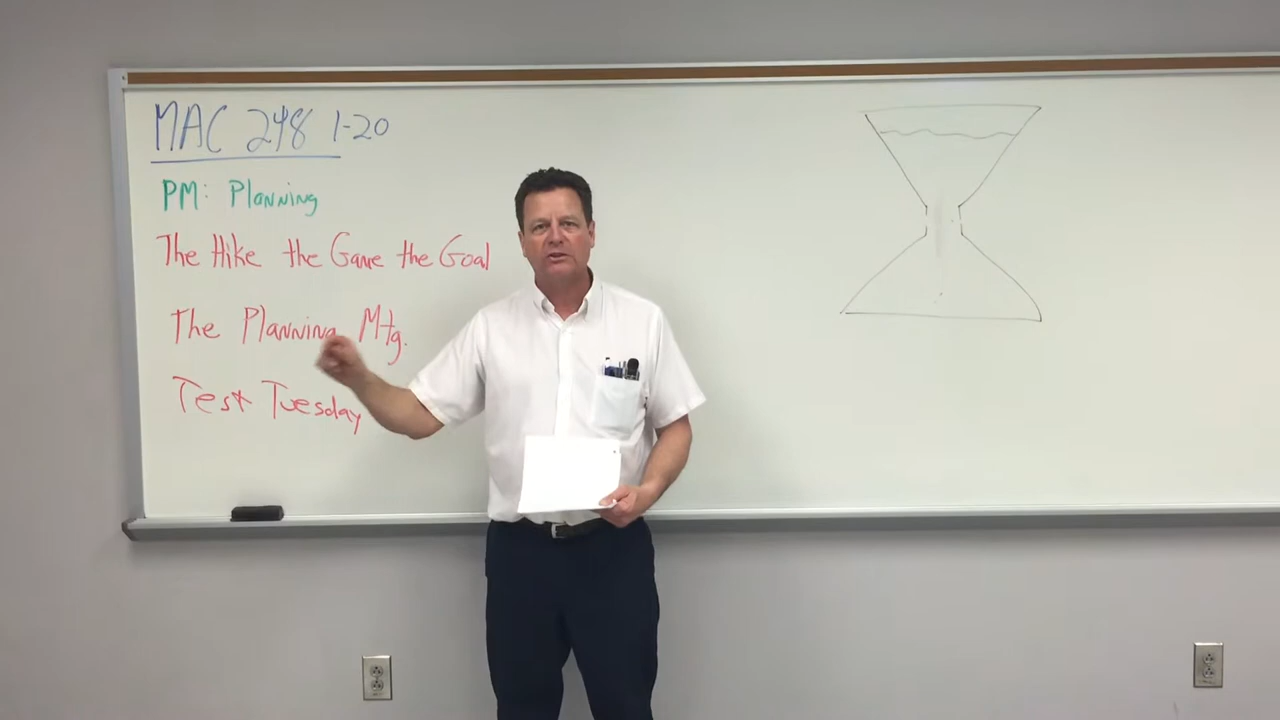 MAC 248 1-20
PM: Planning
The Hike the Game the Goal
The Planning Mtg.
Test Tuesday